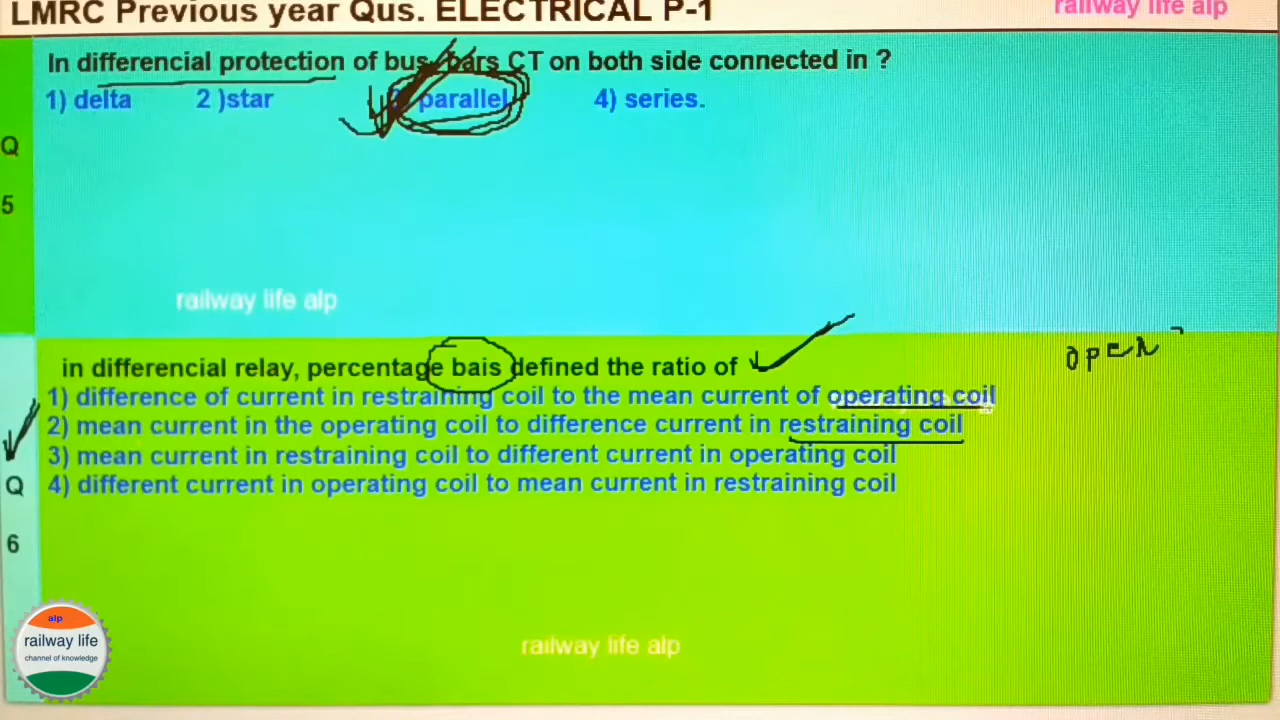 LMRC Previous year Qus. ELECTRICAL P-1
railway life alp
In differencial protection of bus bars CT on both side connected in ?
1) delta 2 )star parallel 4) series.
Q
5
railway life alp
in differencial relay, percentage bais defined the ratio of
open
1) difference of current in restraining coil to the mean current of operating coil
2) mean current in the operating coil to difference current in restraining coil
3) mean current in restraining coil to different current in operating coil
Q
4) different current in operating coil to mean current in restraining coil
6
alp
railway life
channel of knowledge
railway life alp